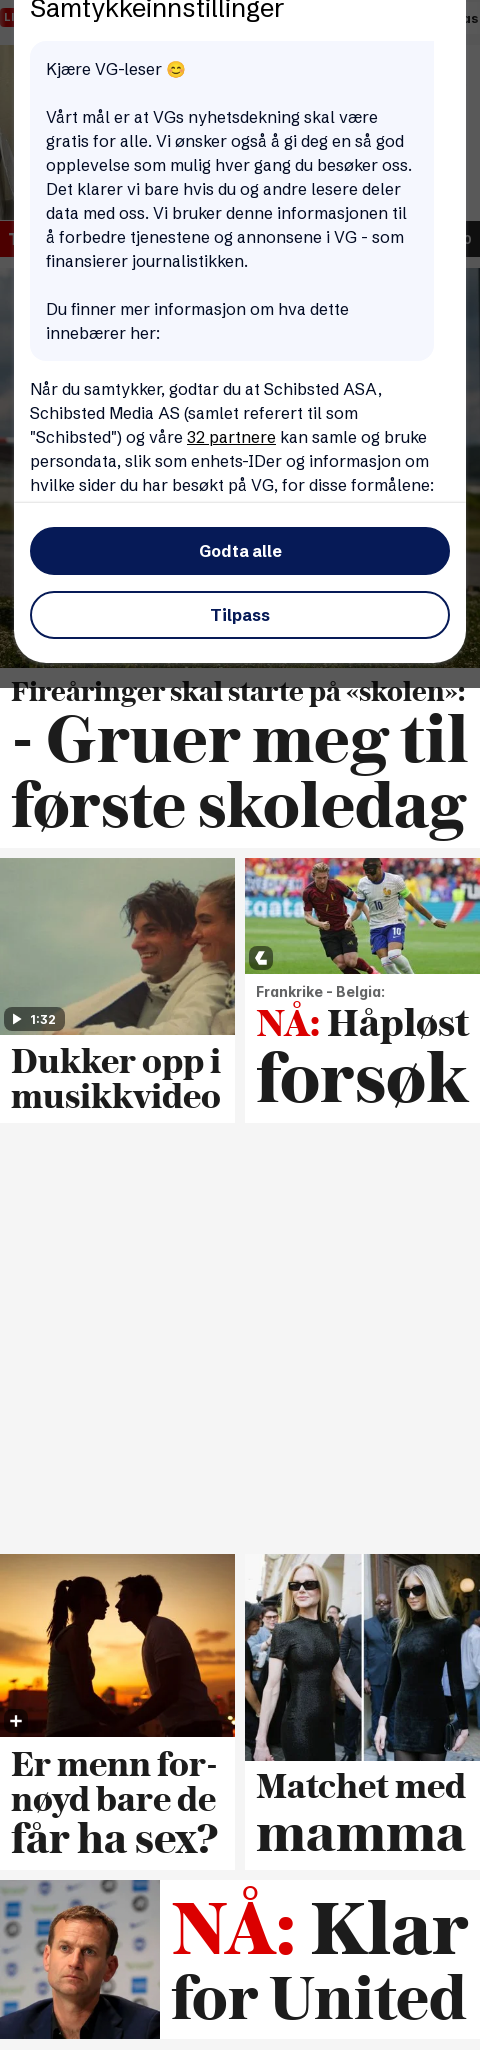 Samtykkeinnstillinger
Kjære VG-leser 😊
Vårt mål er at VGs nyhetsdekning skal være
gratis for alle. Vi ønsker også å gi deg en så god
opplevelse som mulig hver gang du besøker oss.
Det klarer vi bare hvis du og andre lesere deler
data med oss. Vi bruker denne informasjonen til
å forbedre tjenestene og annonsene i VG - som
finansierer journalistikken.
Du finner mer informasjon om hva dette
innebærer her:
Når du samtykker, godtar du at Schibsted ASA,
Schibsted Media AS (samlet referert til som
"Schibsted") og våre 32 partnere kan samle og bruke
persondata, slik som enhets-IDer og informasjon om
hvilke sider du har besøkt på VG, for disse formålene:
Godta alle
Tilpass
Fireåringer skal starte på «skolen»:
- Gruer meg til
første skoledag
1:32
Dukker opp i
musikkvideo
Frankrike - Belgia:
NÅ: Håpløst
forsøk
Er menn for-
nøyd bare de
får ha sex?
Matchet med
mamma
NÅ: Klar
for United